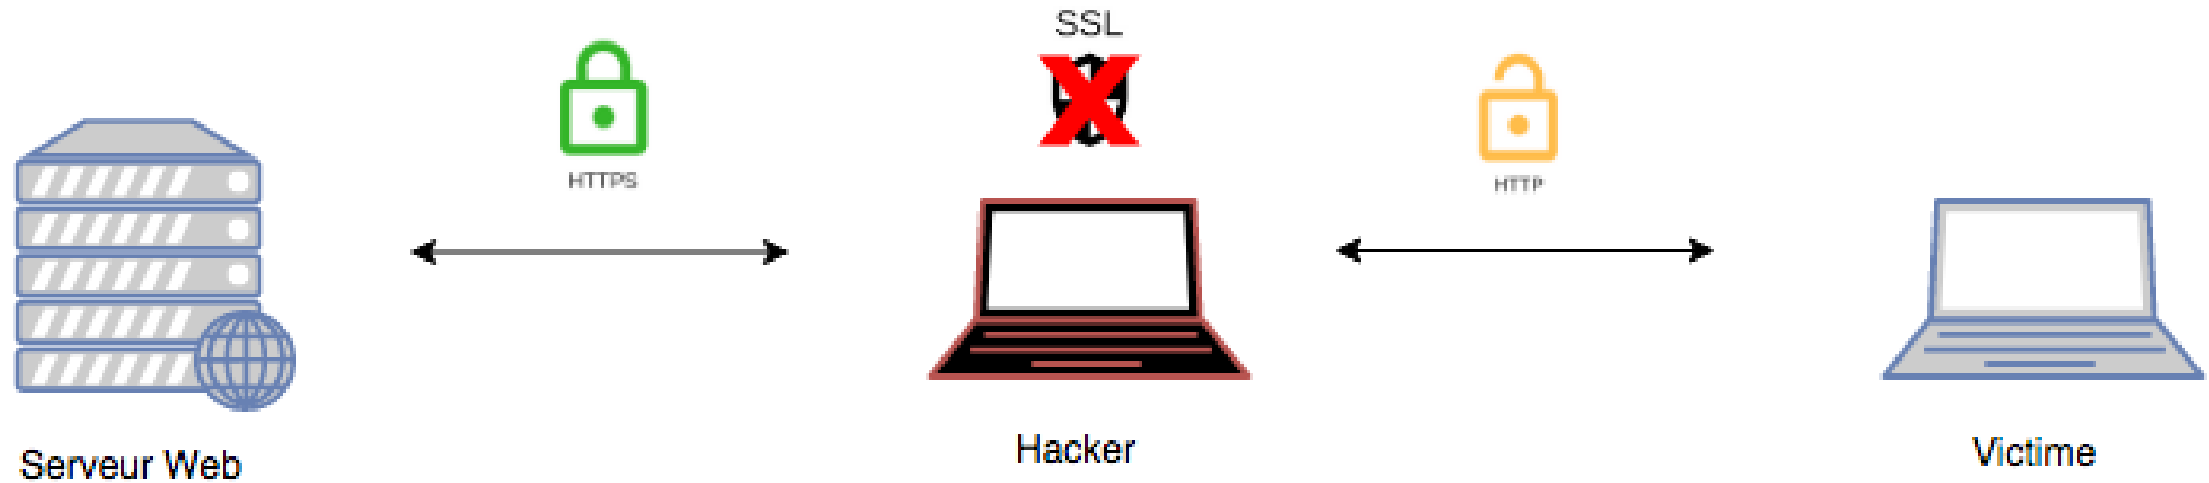 SSL
HTTPS
HTTP
Serveur Web
Hacker
Victime